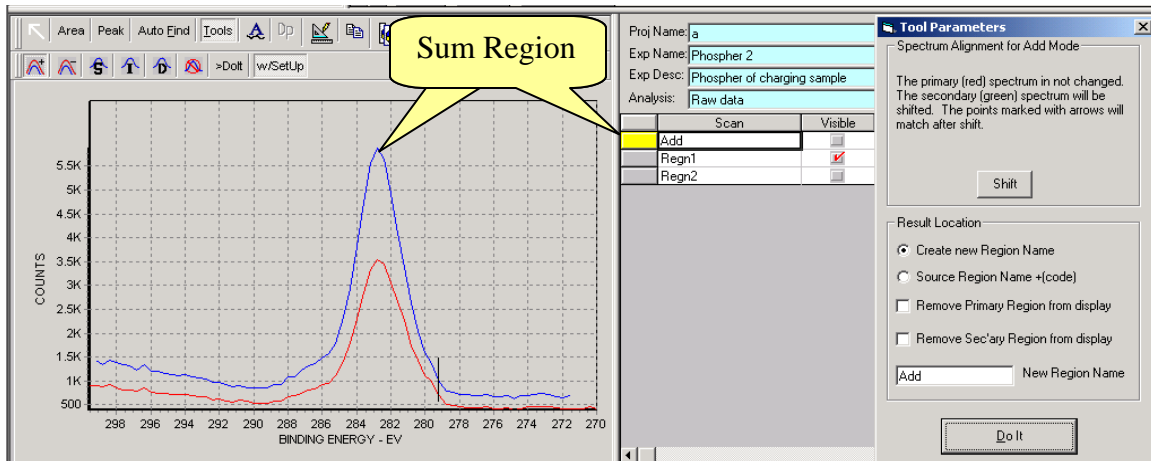 Area Peak Auto Find Tools Dp
S I D >DoIt w/SetUp
Sum Region
5.5K
5K
4.5K
4K
3.5K
3K
2.5K
2K
1.5K
1K
500
COUNTS
298 296 294 292 290 288 286 284 282 280 278 276 274 272 270
BINDING ENERGY - EV
Proj Name: a
Exp Name: Phospher 2
Exp Desc: Phospher of charging sample
Analysis: Raw data
Scan Visible
Add
Regn1
Regn2
Tool Parameters
Spectrum Alignment for Add Mode
The primary (red) spectrum in not changed.
The secondary (green) spectrum will be
shifted. The points marked with arrows will
match after shift.
Shift
Result Location
Create new Region Name
Source Region Name +(code)
Remove Primary Region from display
Remove Sec'ary Region from display
Add New Region Name
Do It